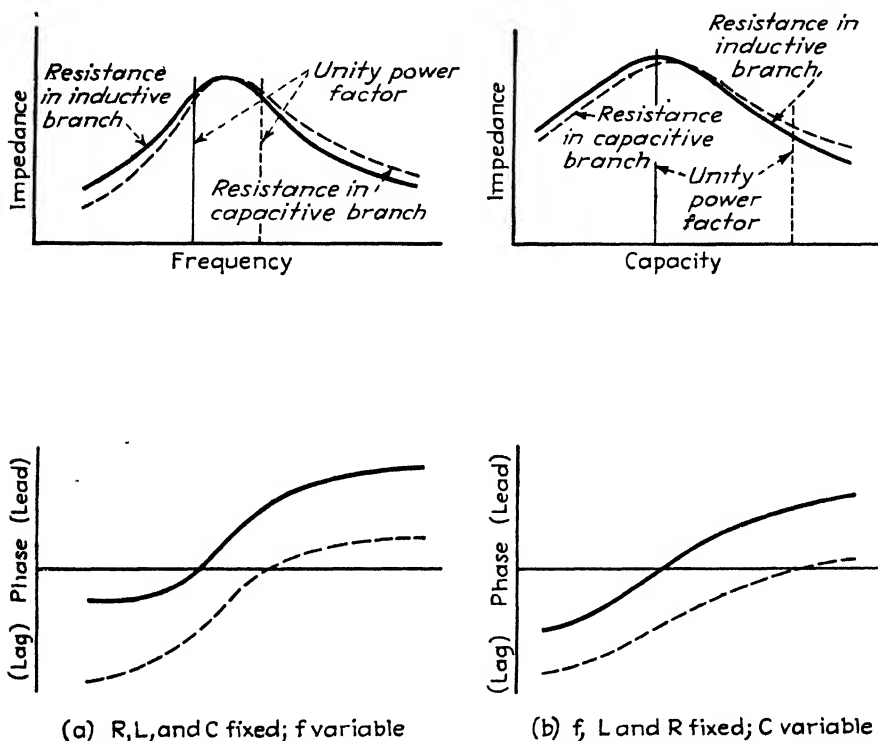 Impedance
Resistance
in inductive
branch
Unity power
factor
Resistance in
capacitive branch
Frequency
Impedance
Resistance in
inductive
branch
Resistance
in capacitive
branch
Unity
power
factor
Capacity
(Lag) Phase (Lead)
(a) R,L,and C fixed; f variable
(Lag) Phase (Lead)
(b) f, L and R fixed; C variable